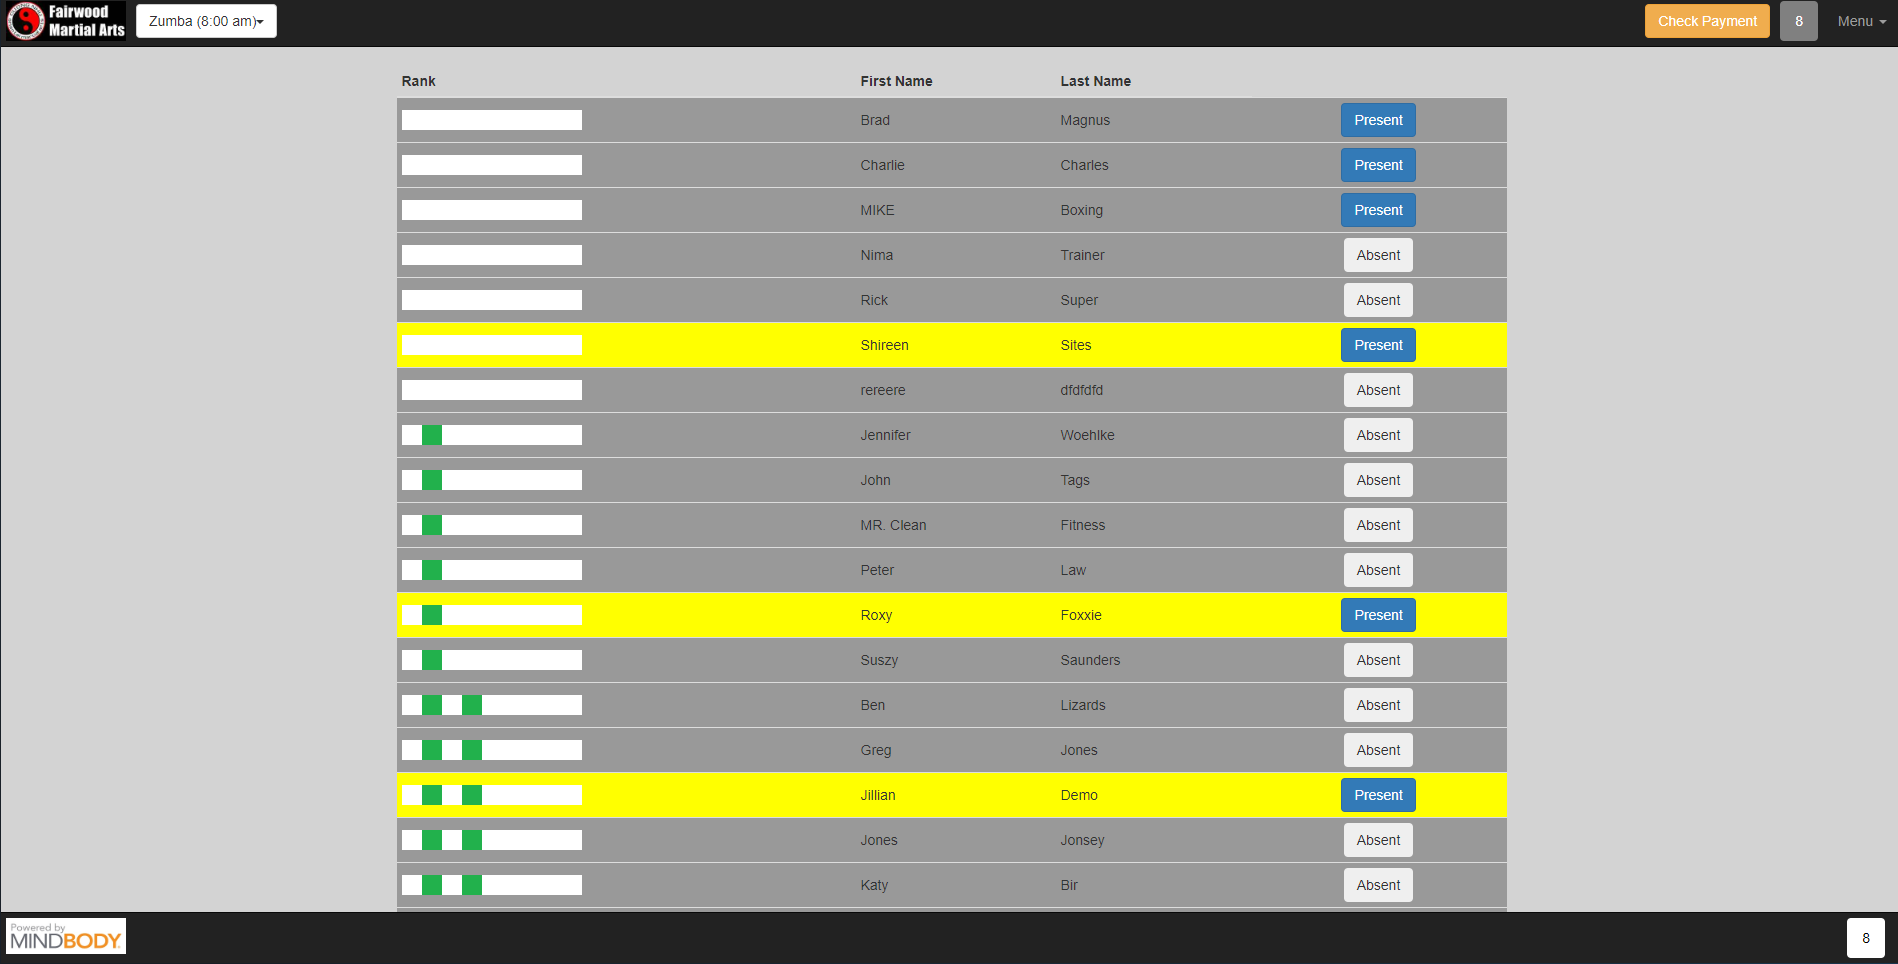 Fairwood
Martial Arts
Zumba (8:00 am)
Check Payment
8
Menu
Rank First Name Last Name
Brad Magnus Present
Charlie Charles Present
MIKE Boxing Present
Nima Trainer Absent
Rick Super Absent
Shireen Sites Present
rereere dfdfdfd Absent
Jennifer Woehlke Absent
John Tags Absent
MR. Clean Fitness Absent
Peter Law Absent
Roxy Foxxie Present
Suszy Saunders Absent
Ben Lizards Absent
Greg Jones Absent
Jillian Demo Present
Jones Jonsey Absent
Katy Bir Absent
Powered by
MINDBODY
8